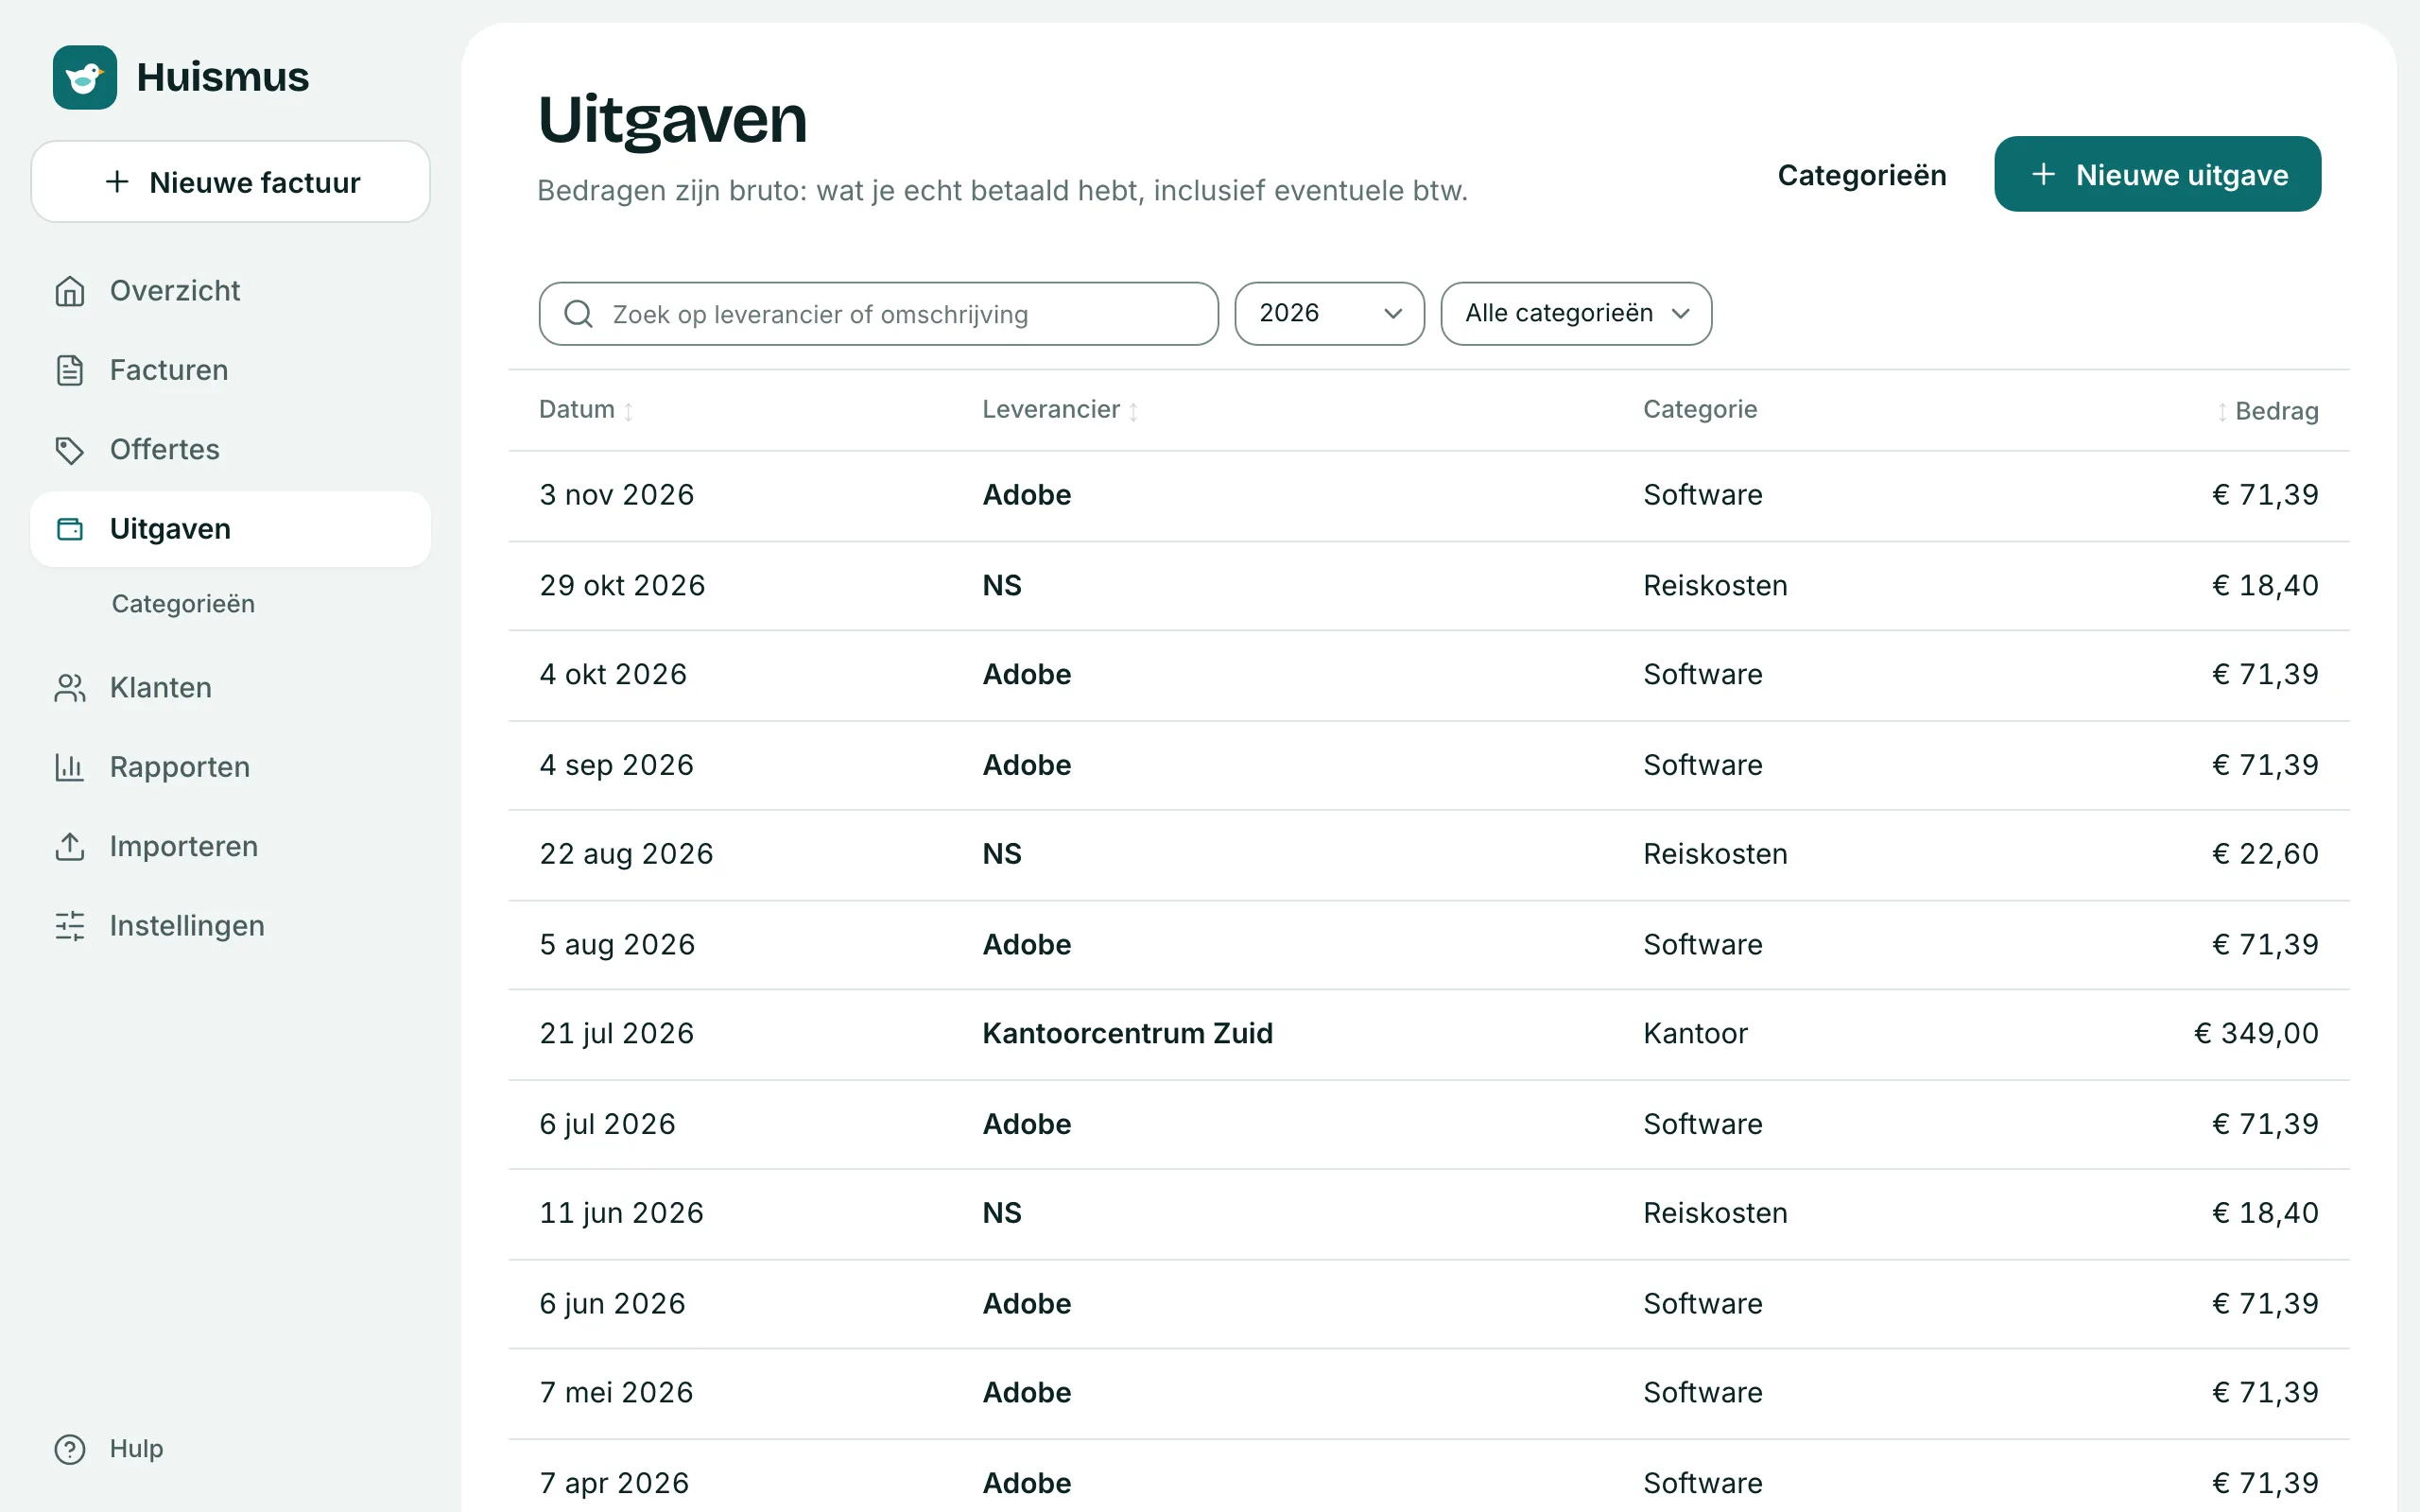 Huismus
Nieuwe factuur
Overzicht
Facturen
Offertes
Uitgaven
Categorieën
Klanten
Rapporten
Importeren
Instellingen
Hulp
Uitgaven
Bedragen zijn bruto: wat je echt betaald hebt, inclusief eventuele btw.
Categorieën
Nieuwe uitgave
Zoek op leverancier of omschrijving
2026
Alle categorieën
Datum Leverancier Categorie Bedrag
3 nov 2026 Adobe Software € 71,39
29 okt 2026 NS Reiskosten € 18,40
4 okt 2026 Adobe Software € 71,39
4 sep 2026 Adobe Software € 71,39
22 aug 2026 NS Reiskosten € 22,60
5 aug 2026 Adobe Software € 71,39
21 jul 2026 Kantoorcentrum Zuid Kantoor € 349,00
6 jul 2026 Adobe Software € 71,39
11 jun 2026 NS Reiskosten € 18,40
6 jun 2026 Adobe Software € 71,39
7 mei 2026 Adobe Software € 71,39
7 apr 2026 Adobe Software € 71,39